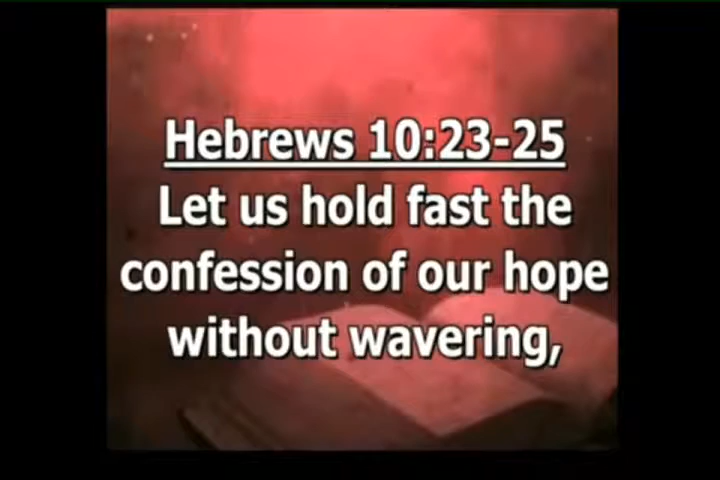 Hebrews 10:23-25
Let us hold fast the
confession of our hope
without wavering,